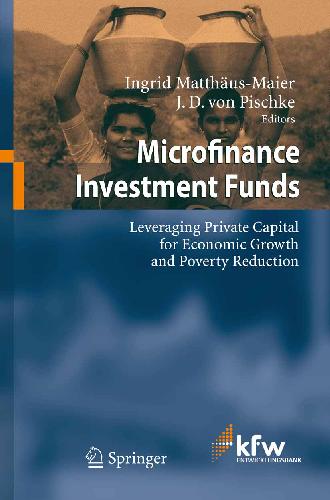 Ingrid Matthäus-Maier
J. D. von Pischke
Editors
Microfinance
Investment Funds
Leveraging Private Capital
for Economic Growth
and Poverty Reduction
Springer
kfw
ENTWICKLUNGSBANK